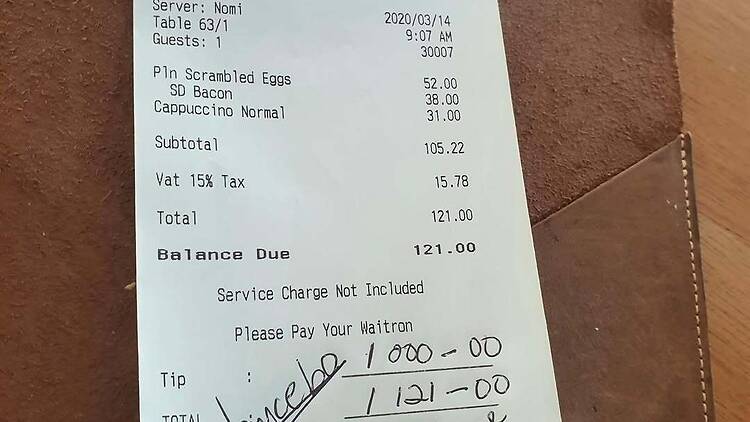 Server: Nomi
Table 63/1 2020/03/14
Guests: 1 9:07 AM
30007
Pln Scrambled Eggs 52.00
SD Bacon 38.00
Cappuccino Normal 31.00
Subtotal 105.22
Vat 15% Tax 15.78
Total 121.00
Balance Due 121.00
Service Charge Not Included
Please Pay Your Waitron
Tip : 1 000-00
TOTAL 1 121-00